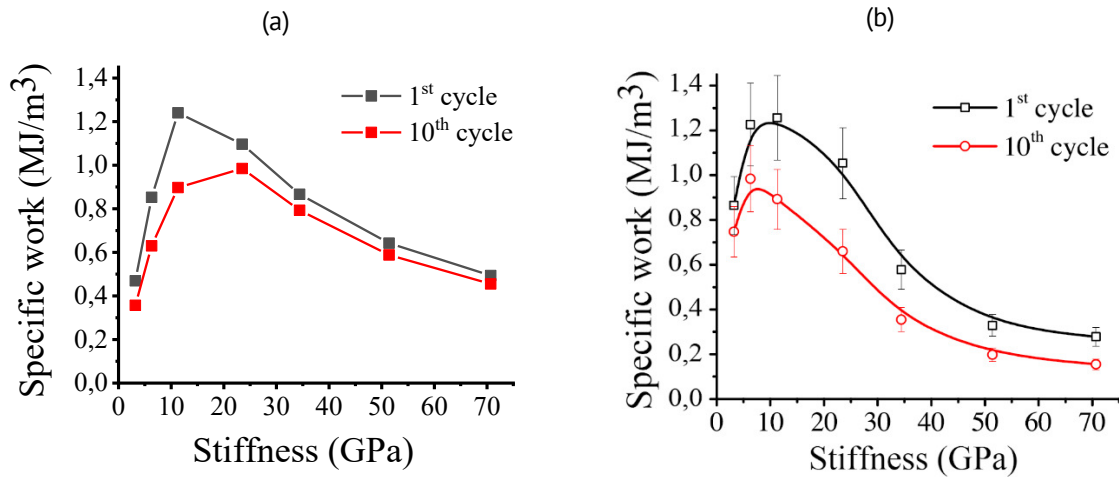 (a)
Specific work (MJ/m³)
1,4
1.2
1.0
0.8
0.6
0,4
0,2
0,0
0 10 20 30 40 50 60 70
Stiffness (GPa)
1st cycle
10th cycle
(b)
Specific work (MJ/m³)
1,4
1,2
1,0
0,8
0,6
0,4
0,2
0,0
0 10 20 30 40 50 60 70
Stiffness (GPa)
1st cycle
10th cycle